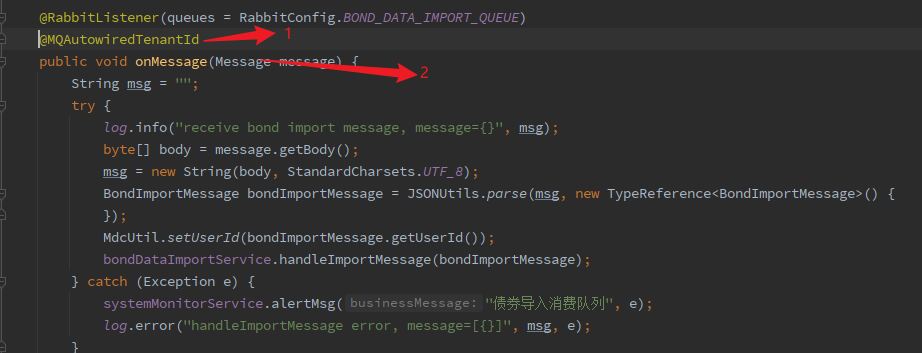 @RabbitListener(queues = RabbitConfig.BOND_DATA_IMPORT_QUEUE)
@MQAutowiredTenantId 1
public void onMessage(Message message) {
2
String msg = "";
try {
log.info("receive bond import message, message={}", msg);
byte[] body = message.getBody();
msg = new String(body, StandardCharsets.UTF_8);
BondImportMessage bondImportMessage = JSONUtils.parse(msg, new TypeReference<BondImportMessage>() {
});
MdcUtil.setUserId(bondImportMessage.getUserId());
bondDataImportService.handleImportMessage(bondImportMessage);
} catch (Exception e) {
systemMonitorService.alertMsg( businessMessage: "债券导入消费队列", e);
log.error("handleImportMessage error, message=[{}]", msg, e);
}